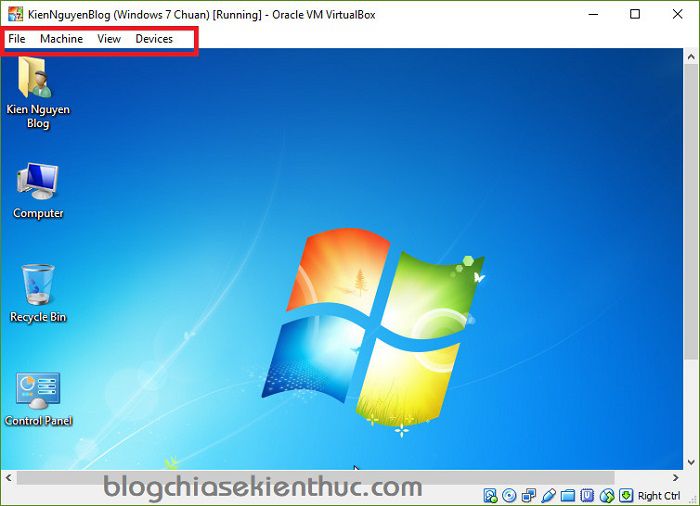 KienNguyenBlog (Windows 7 Chuan) [Running] - Oracle VM VirtualBox
File Machine View Devices
Kien Nguyen
Blog
Computer
Recycle Bin
Control Panel
blogchiasekienthuc.com
Right Ctrl